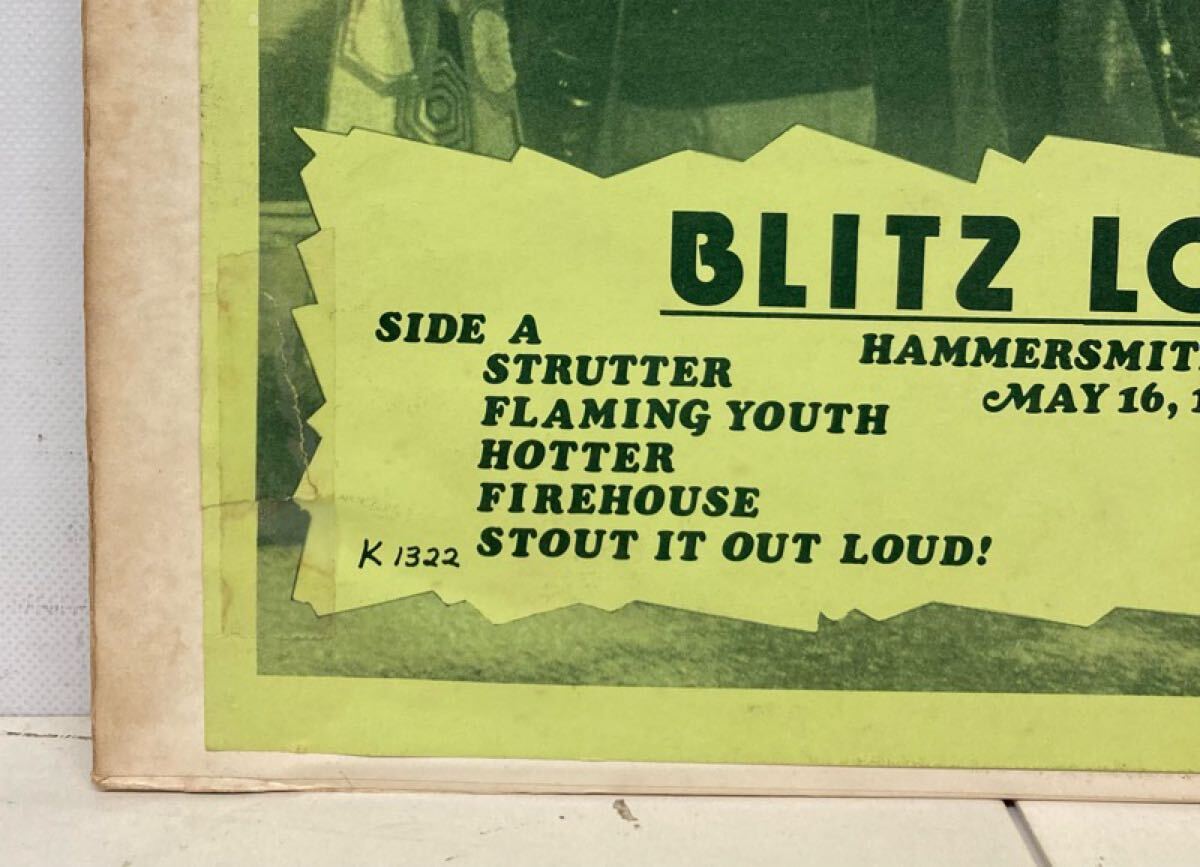 BLITZ LO
SIDE A
HAMMERSMIT
MAY 16, 1
STRUTTER
FLAMING YOUTH
HOTTER
FIREHOUSE
STOUT IT OUT LOUD!
K 1322